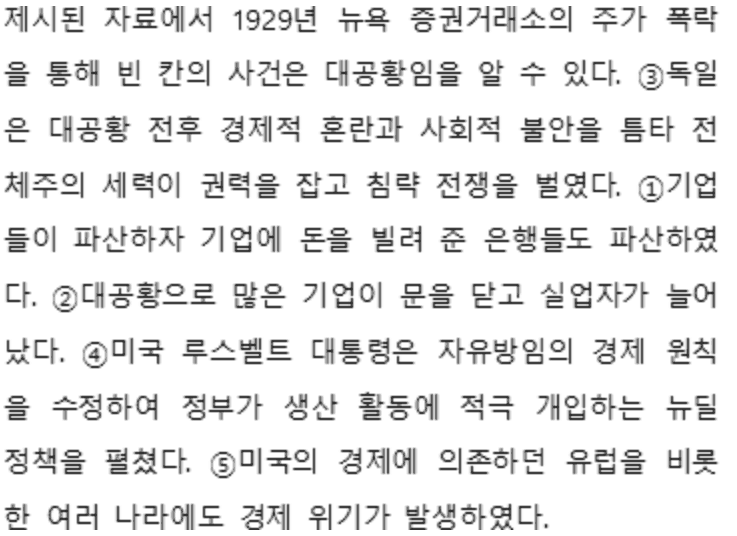 제시된 자료에서 1929년 뉴욕 증권거래소의 주가 폭락
을 통해 빈 칸의 사건은 대공황임을 알 수 있다. ③독일
은 대공황 전후 경제적 혼란과 사회적 불안을 틈타 전
체주의 세력이 권력을 잡고 침략 전쟁을 벌였다. ①기업
들이 파산하자 기업에 돈을 빌려 준 은행들도 파산하였
다. ②대공황으로 많은 기업이 문을 닫고 실업자가 늘어
났다. ④미국 루스벨트 대통령은 자유방임의 경제 원칙
을 수정하여 정부가 생산 활동에 적극 개입하는 뉴딜
정책을 펼쳤다. ⑤미국의 경제에 의존하던 유럽을 비롯
한 여러 나라에도 경제 위기가 발생하였다.